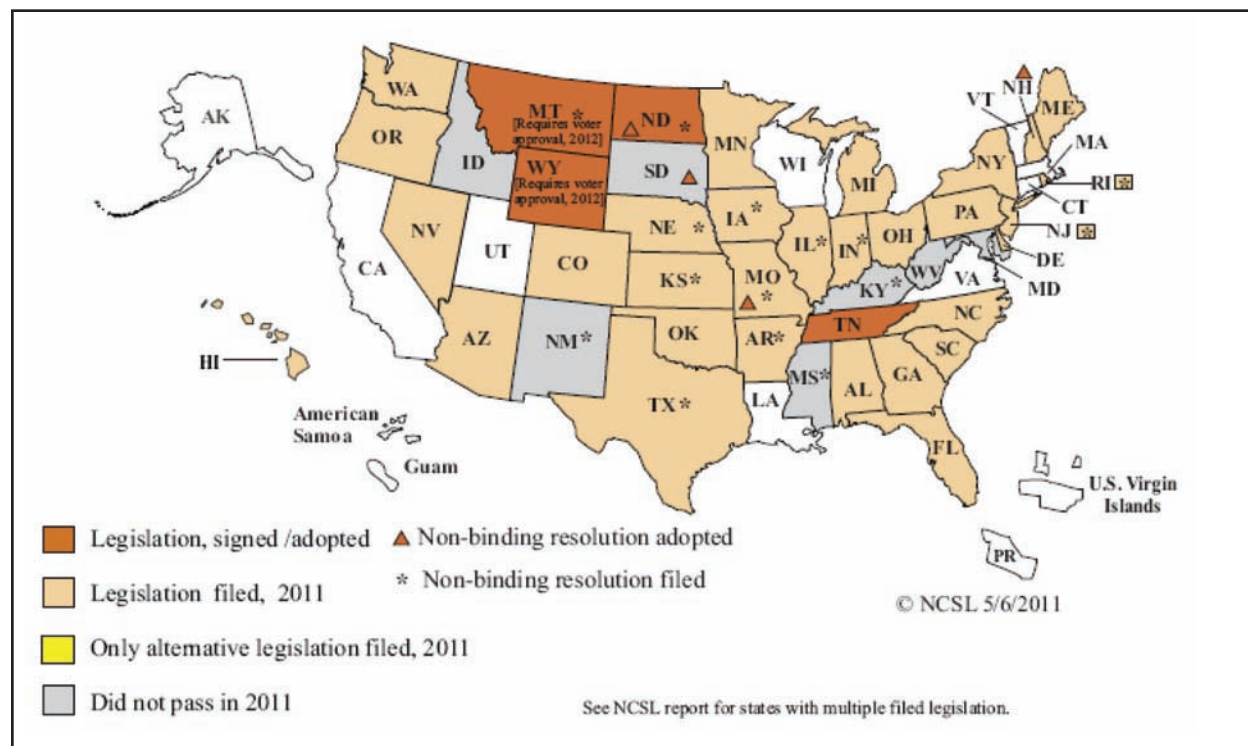 AK
WA
OR
ID
MT *
[Requires voter
approval, 2012]
ND *
SD
WY
[Requires voter
approval, 2012]
MN
WI
MI
VT
NH
ME
MA
NY
RI *
CT
NJ *
PA
DE
MD
CA
NV
UT
CO
NE *
IA *
IL *
IN *
OH
WV
VA
KS *
MO
*
KY *
TN
NC
SC
AZ
NM *
OK
AR *
TX *
LA
MS *
AL
GA
FL
HI
American
Samoa
Guam
U.S. Virgin
Islands
PR
Legislation, signed /adopted
Non-binding resolution adopted
Legislation filed, 2011
* Non-binding resolution filed
© NCSL 5/6/2011
Only alternative legislation filed, 2011
Did not pass in 2011
See NCSL report for states with multiple filed legislation.